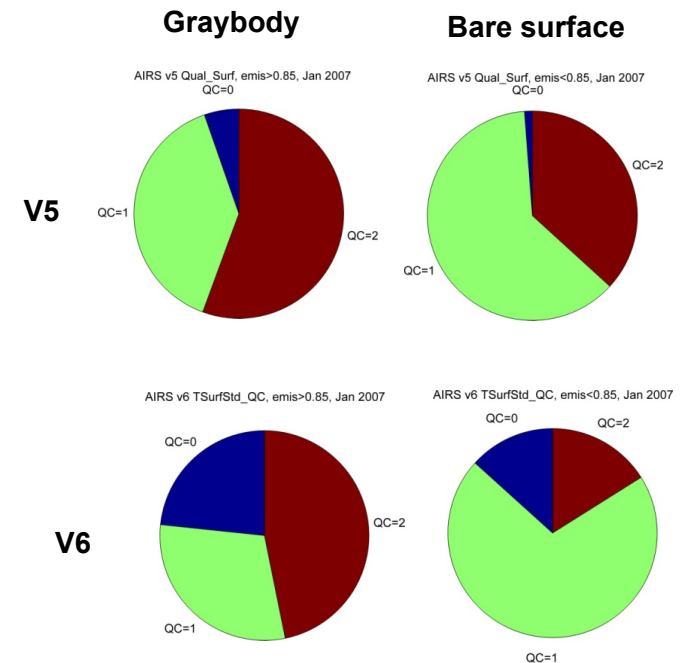 Graybody
Bare surface
AIRS v5 Qual_Surf, emis>0.85, Jan 2007
QC=0
QC=1
QC=2
AIRS v5 Qual_Surf, emis<0.85, Jan 2007
QC=0
QC=2
QC=1
V5
AIRS v6 TSurfStd_QC, emis>0.85, Jan 2007
QC=0
QC=2
QC=1
AIRS v6 TSurfStd_QC, emis<0.85, Jan 2007
QC=0
QC=2
QC=1
V6